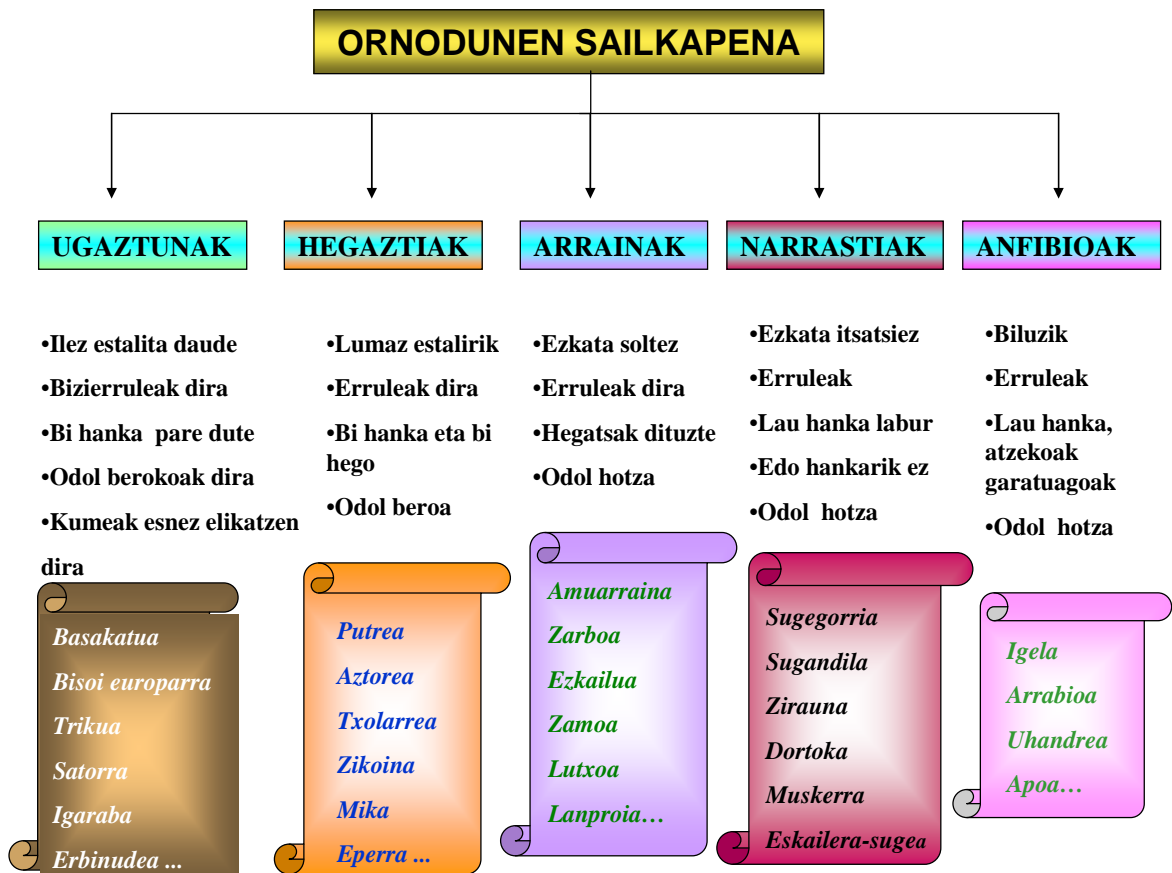 ORNODUNEN SAILKAPENA
UGAZTUNAK
•Ilez estalita daude
•Bizierruleak dira
•Bi hanka pare dute
•Odol berokoak dira
•Kumeak esnez elikatzen
dira
Basakatua
Bisoi europarra
Trikua
Satorra
Igaraba
Erbinudea ...
HEGAZTIAK
•Lumaz estalirik
•Erruleak dira
•Bi hanka eta bi
hego
•Odol beroa
Putrea
Aztorea
Txolarrea
Zikoina
Mika
Eperra ...
ARRAINAK
•Ezkata soltez
•Erruleak dira
•Hegatsak dituzte
•Odol hotza
Amuarraina
Zarboa
Ezkailua
Zamoa
Lutxoa
Lanproia…
NARRASTIAK
•Ezkata itsatsiez
•Erruleak
•Lau hanka labur
•Edo hankarik ez
•Odol hotza
Sugegorria
Sugandila
Zirauna
Dortoka
Muskerra
Eskailera-sugea
ANFIBIOAK
•Biluzik
•Erruleak
•Lau hanka,
atzekoak
garatuagoak
•Odol hotza
Igela
Arrabioa
Uhandrea
Apoa…